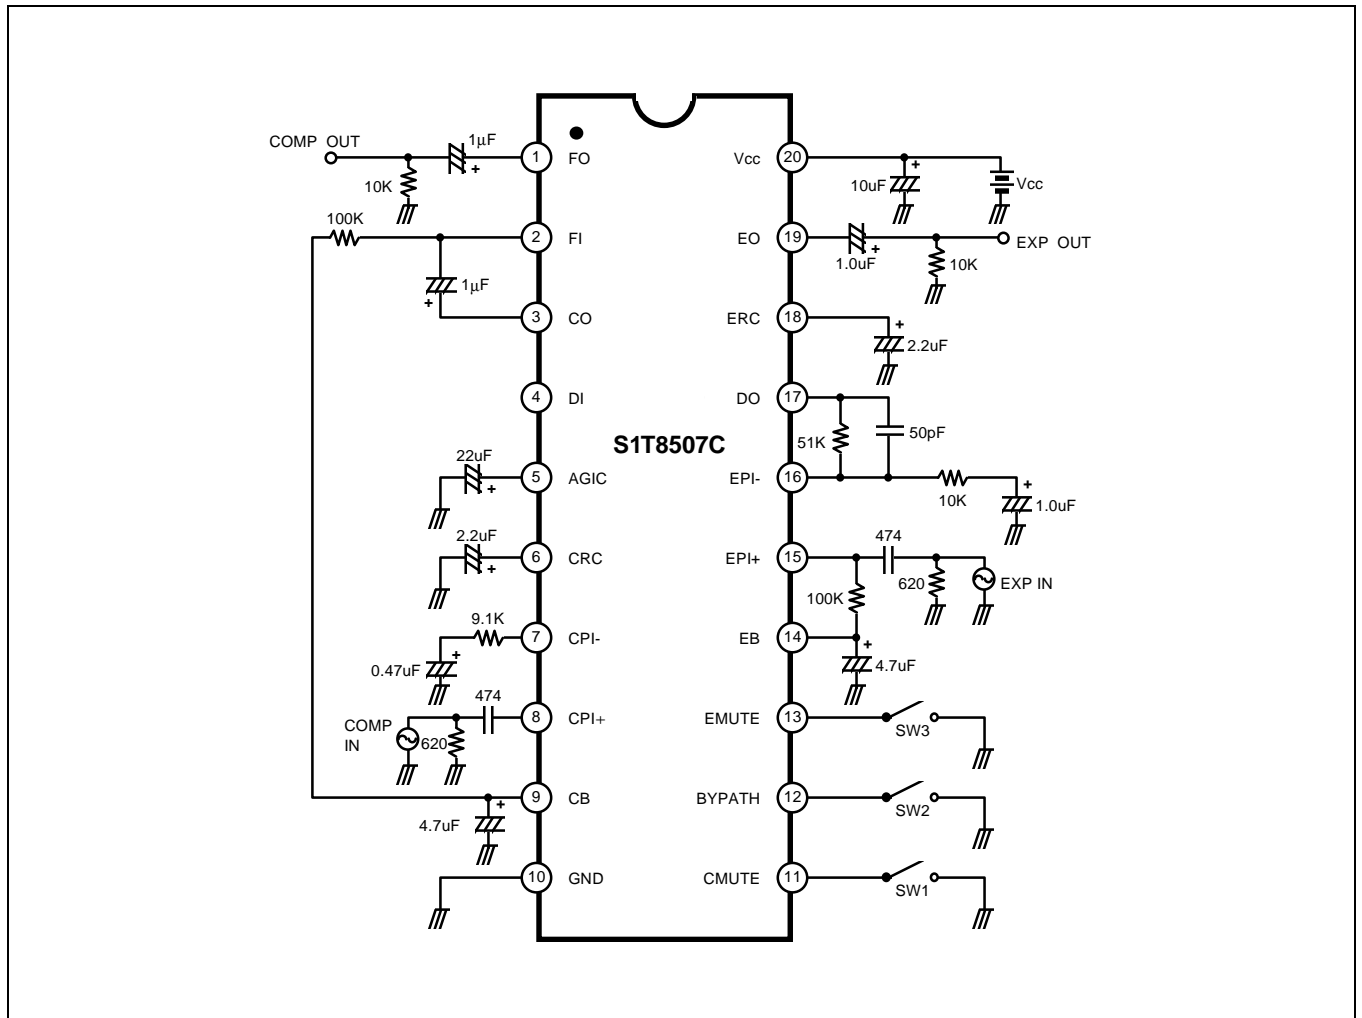 COMP OUT
1μF
1
FO
Vcc
20
10K
10uF
Vcc
100K
2
FI
EO
19
EXP OUT
1.0uF
10K
1μF
3
CO
ERC
18
2.2uF
4
DI
DO
17
S1T8507C
51K
50pF
22uF
5
AGIC
EPI-
16
10K
1.0uF
2.2uF
6
CRC
EPI+
15
474
620
EXP IN
100K
9.1K
7
CPI-
EB
14
0.47uF
4.7uF
474
COMP
IN
620
8
CPI+
EMUTE
13
SW3
9
CB
BYPATH
12
SW2
4.7uF
10
GND
CMUTE
11
SW1